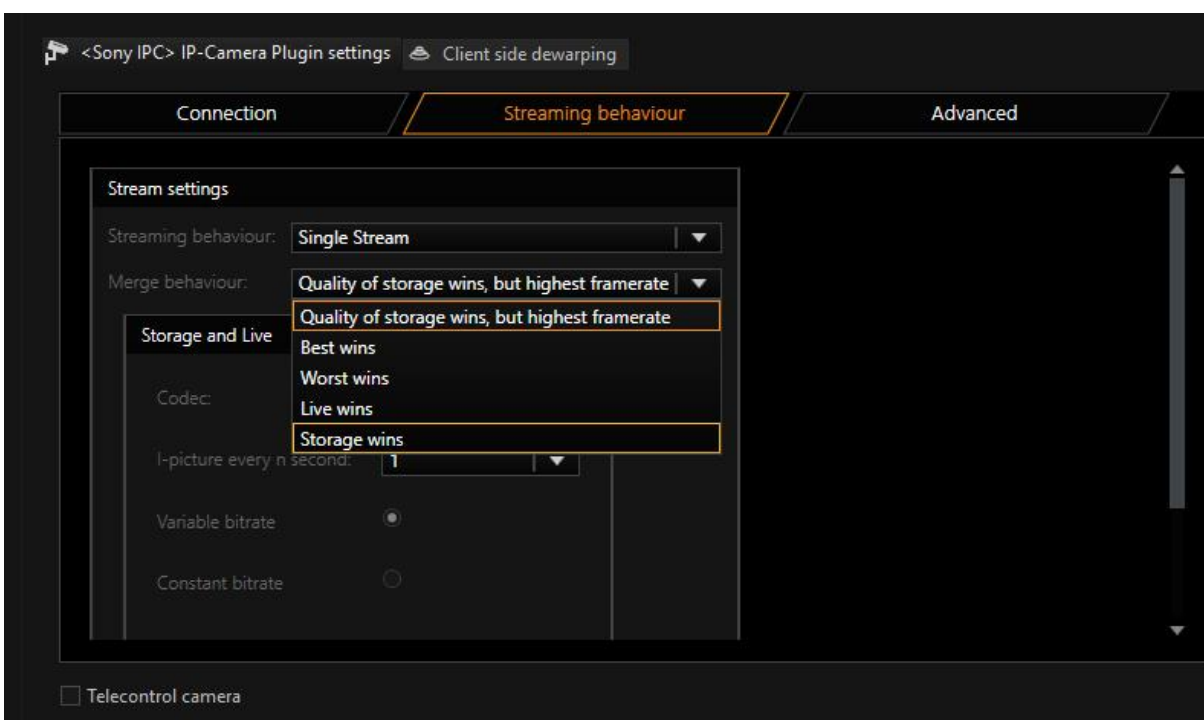 <Sony IPC> IP-Camera Plugin settings Client side dewarping
Connection Streaming behaviour Advanced
Stream settings
Streaming behaviour: Single Stream
Merge behaviour: Quality of storage wins, but highest framerate
Quality of storage wins, but highest framerate
Storage and Live
Best wins
Worst wins
Codec:
Live wins
Storage wins
I-picture every n second: 1
Variable bitrate
Constant bitrate
Telecontrol camera